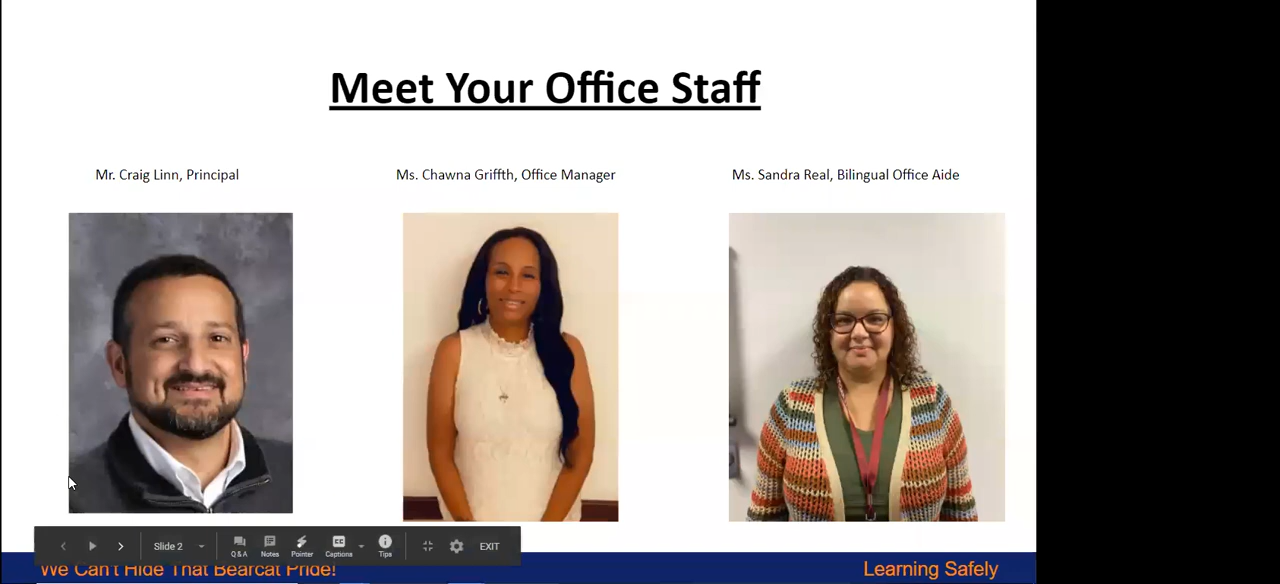 Meet Your Office Staff
Mr. Craig Linn, Principal
Ms. Chawna Griffth, Office Manager
Ms. Sandra Real, Bilingual Office Aide
Slide 2
Q & A
Notes
Pointer
Captions
Tips
EXIT
We Can't Hide That Bearcat Pride!
Learning Safely